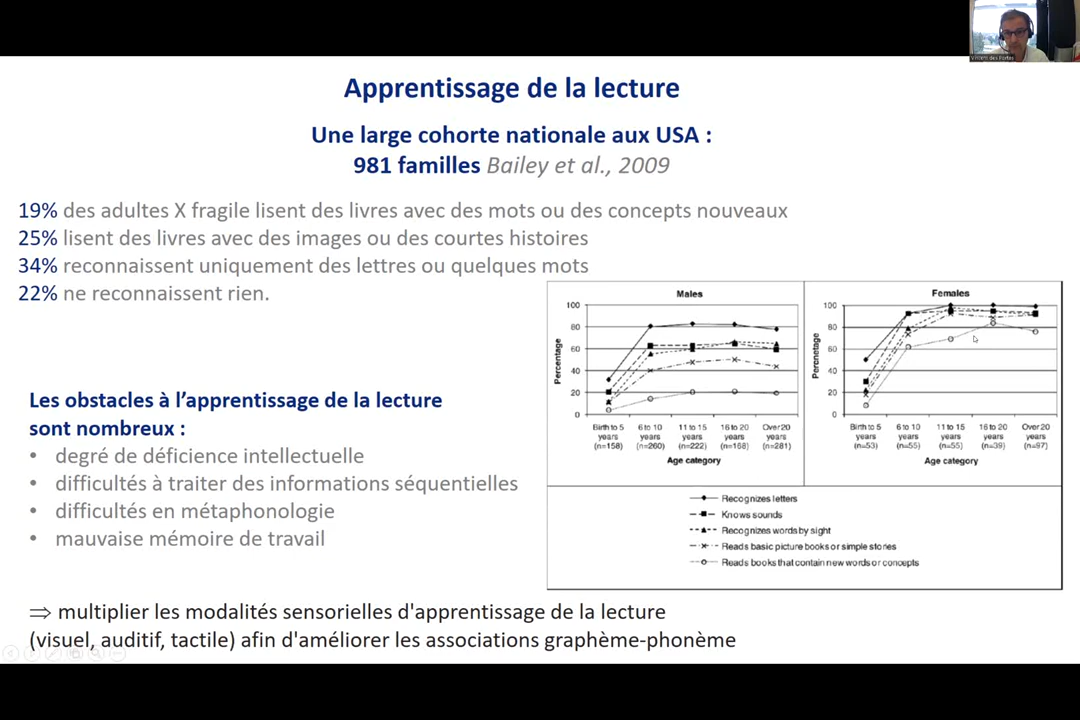 Vincent des Portes
Apprentissage de la lecture
Une large cohorte nationale aux USA :
981 familles Bailey et al., 2009
19% des adultes X fragile lisent des livres avec des mots ou des concepts nouveaux
25% lisent des livres avec des images ou des courtes histoires
34% reconnaissent uniquement des lettres ou quelques mots
22% ne reconnaissent rien.
Males
100
80
60
40
20
0
Percentage
Birth to 5 years (n=158)
6 to 10 years (n=260)
11 to 15 years (n=222)
16 to 20 years (n=168)
Over 20 years (n=281)
Age category
Females
100
80
60
40
20
0
Percentage
Birth to 5 years (n=53)
6 to 10 years (n=55)
11 to 15 years (n=55)
16 to 20 years (n=39)
Over 20 years (n=97)
Age category
Recognizes letters
Knows sounds
Recognizes words by sight
Reads basic picture books or simple stories
Reads books that contain new words or concepts
Les obstacles à l’apprentissage de la lecture
sont nombreux :
• degré de déficience intellectuelle
• difficultés à traiter des informations séquentielles
• difficultés en métaphonologie
• mauvaise mémoire de travail
⇒ multiplier les modalités sensorielles d'apprentissage de la lecture
(visuel, auditif, tactile) afin d'améliorer les associations graphème-phonème